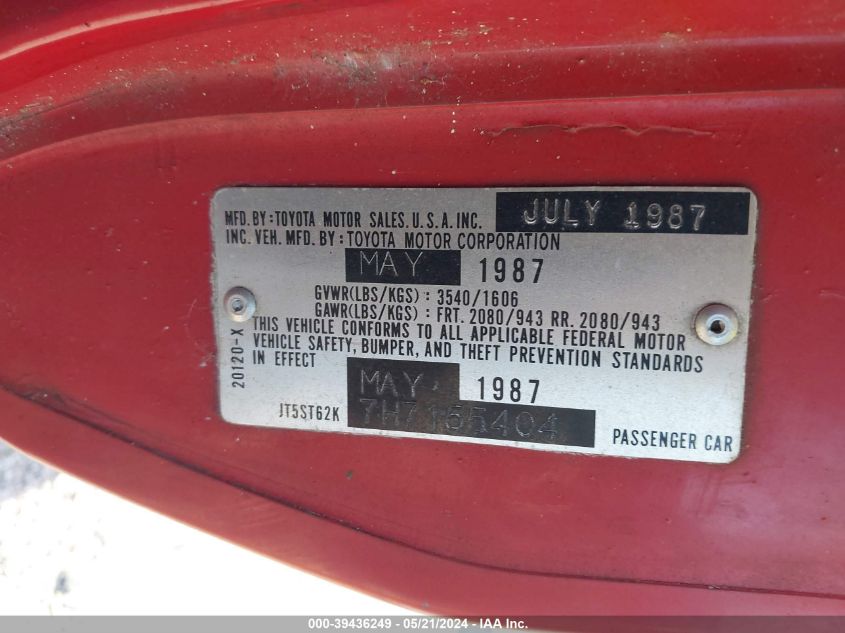 MFD. BY : TOYOTA MOTOR SALES. U.S.A. INC. JULY 1987
INC. VEH. MFD. BY : TOYOTA MOTOR CORPORATION
MAY 1987
GVWR(LBS/KGS) : 3540/1606
GAWR(LBS/KGS) : FRT. 2080/943 RR. 2080/943
THIS VEHICLE CONFORMS TO ALL APPLICABLE FEDERAL MOTOR
VEHICLE SAFETY, BUMPER, AND THEFT PREVENTION STANDARDS
IN EFFECT MAY 1987
JT5ST62K 7H7155404 PASSENGER CAR
20120-X
000-39436249 — 05/21/2024 — IAA Inc.